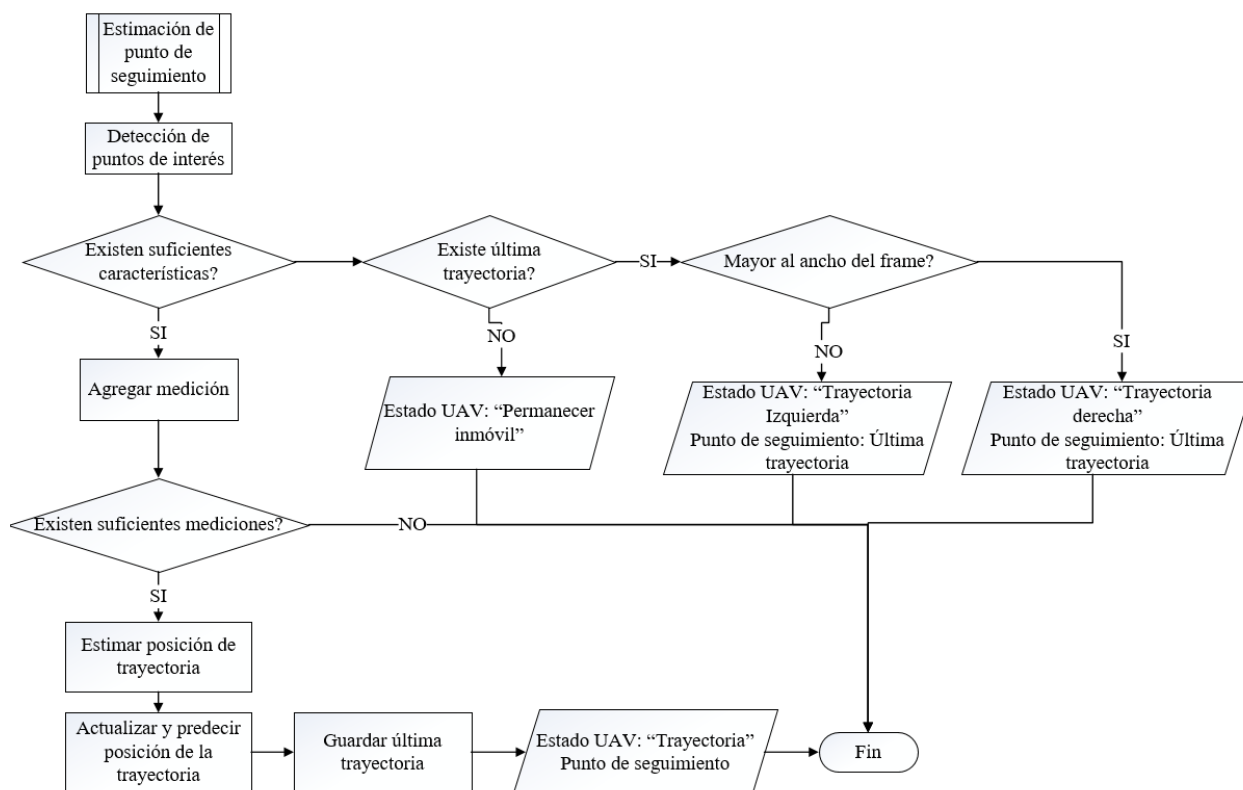 Estimación de
punto de
seguimiento
Detección de
puntos de interés
Existen suficientes
características?
Existe última
trayectoria?
SI
Mayor al ancho del frame?
SI
NO
NO
SI
Agregar medición
Estado UAV: “Permanecer
inmóvil”
Estado UAV: “Trayectoria
Izquierda”
Punto de seguimiento: Última
trayectoria
Estado UAV: “Trayectoria
derecha”
Punto de seguimiento: Última
trayectoria
Existen suficientes mediciones?
NO
SI
Estimar posición de
trayectoria
Actualizar y predecir
posición de la
trayectoria
Guardar última
trayectoria
Estado UAV: “Trayectoria”
Punto de seguimiento
Fin